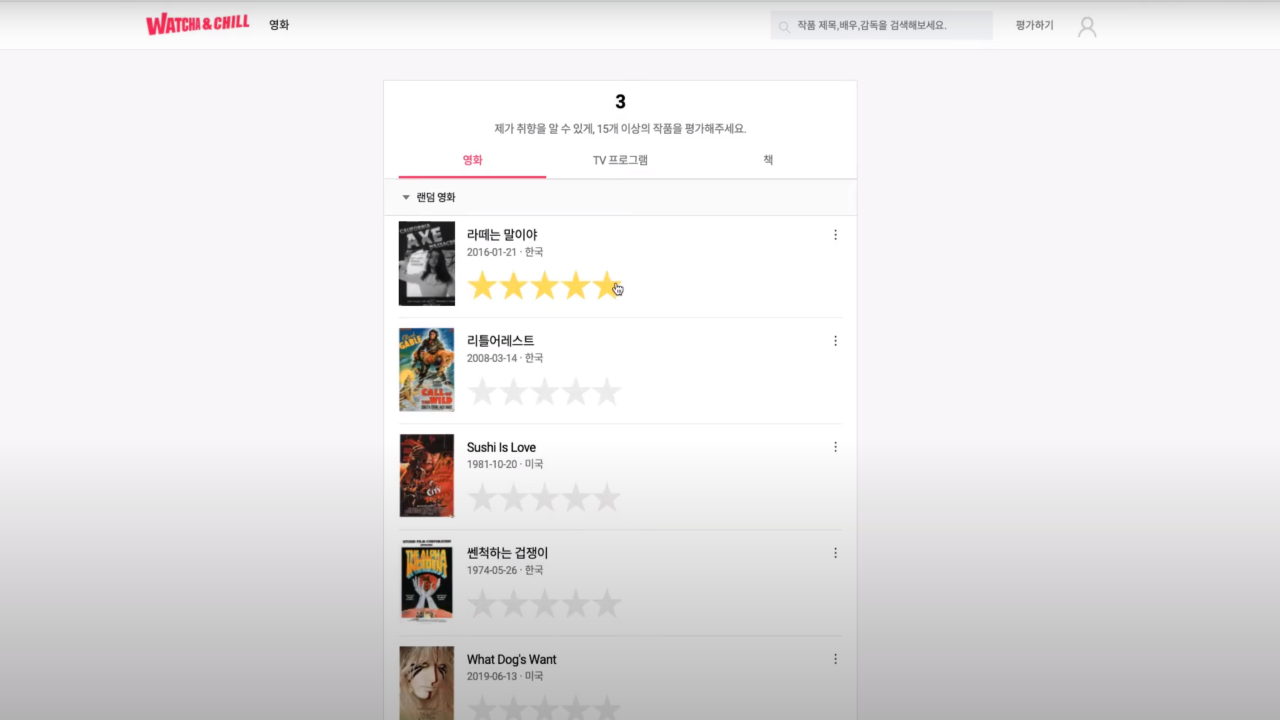 WATCHA & CHILL
영화
작품 제목,배우,감독을 검색해보세요.
평가하기
3
제가 취향을 알 수 있게, 15개 이상의 작품을 평가해주세요.
영화
TV 프로그램
책
랜덤 영화
CALIFORNIA
AXE
MASSACRE
라떼는 말이야
2016-01-21 · 한국
GABLE
CALL OF
THE WILD
리틀어레스트
2008-03-14 · 한국
CITY
Sushi Is Love
1981-10-20 · 미국
THE ALPHA
쎈척하는 겁쟁이
1974-05-26 · 한국
What Dog's Want
2019-06-13 · 미국